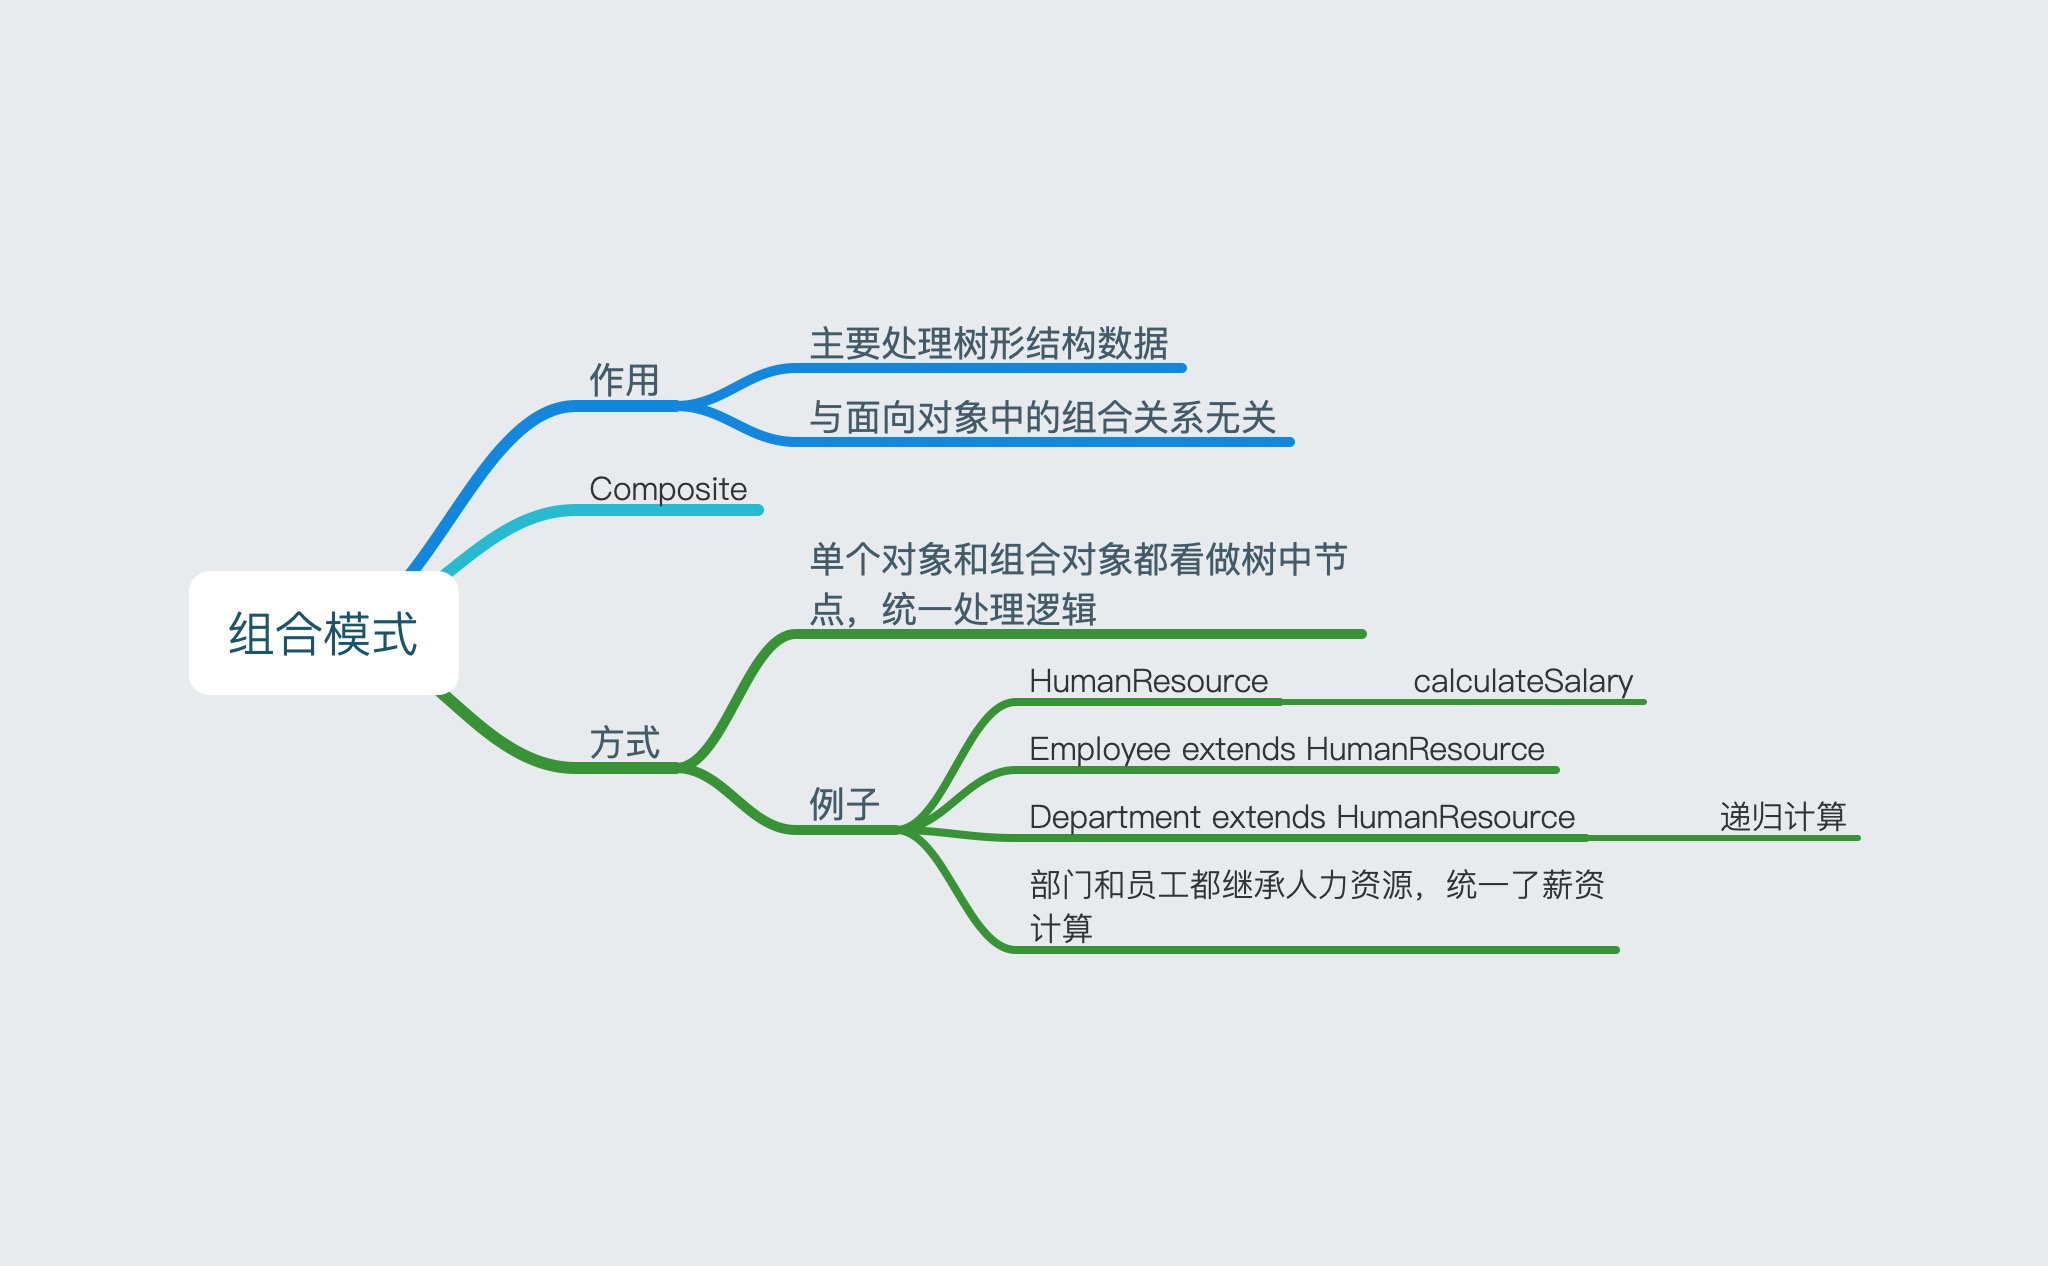 组合模式
作用
主要处理树形结构数据
与面向对象中的组合关系无关
Composite
方式
单个对象和组合对象都看做树中节
点，统一处理逻辑
例子
HumanResource
calculateSalary
Employee extends HumanResource
Department extends HumanResource
递归计算
部门和员工都继承人力资源，统一了薪资
计算